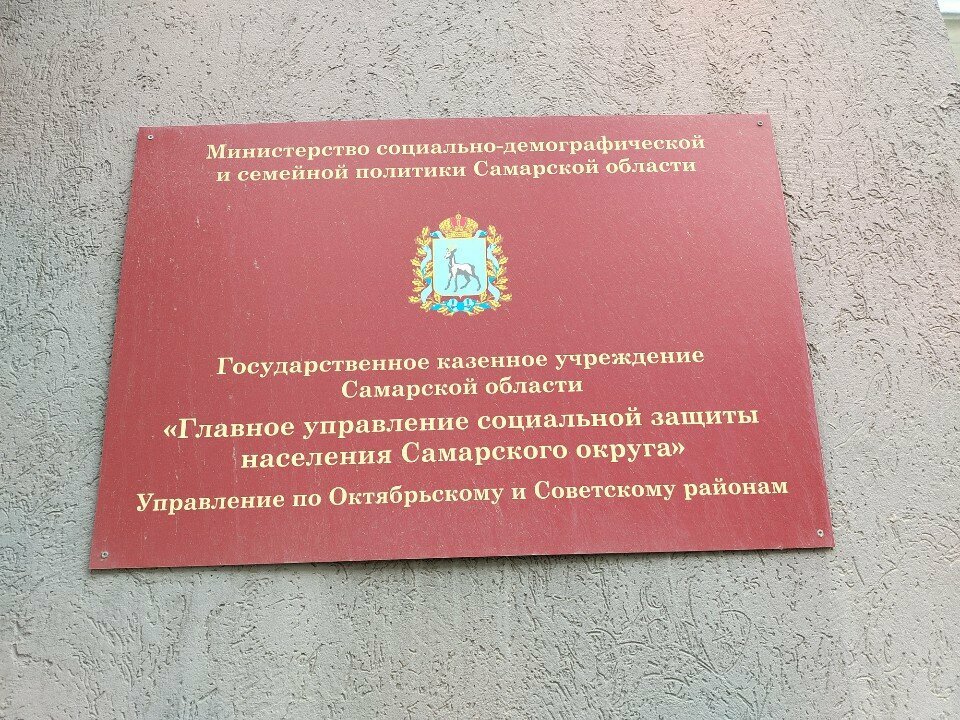 Министерство социально-демографической
и семейной политики Самарской области
Государственное казенное учреждение
Самарской области
«Главное управление социальной защиты
населения Самарского округа»
Управление по Октябрьскому и Советскому районам